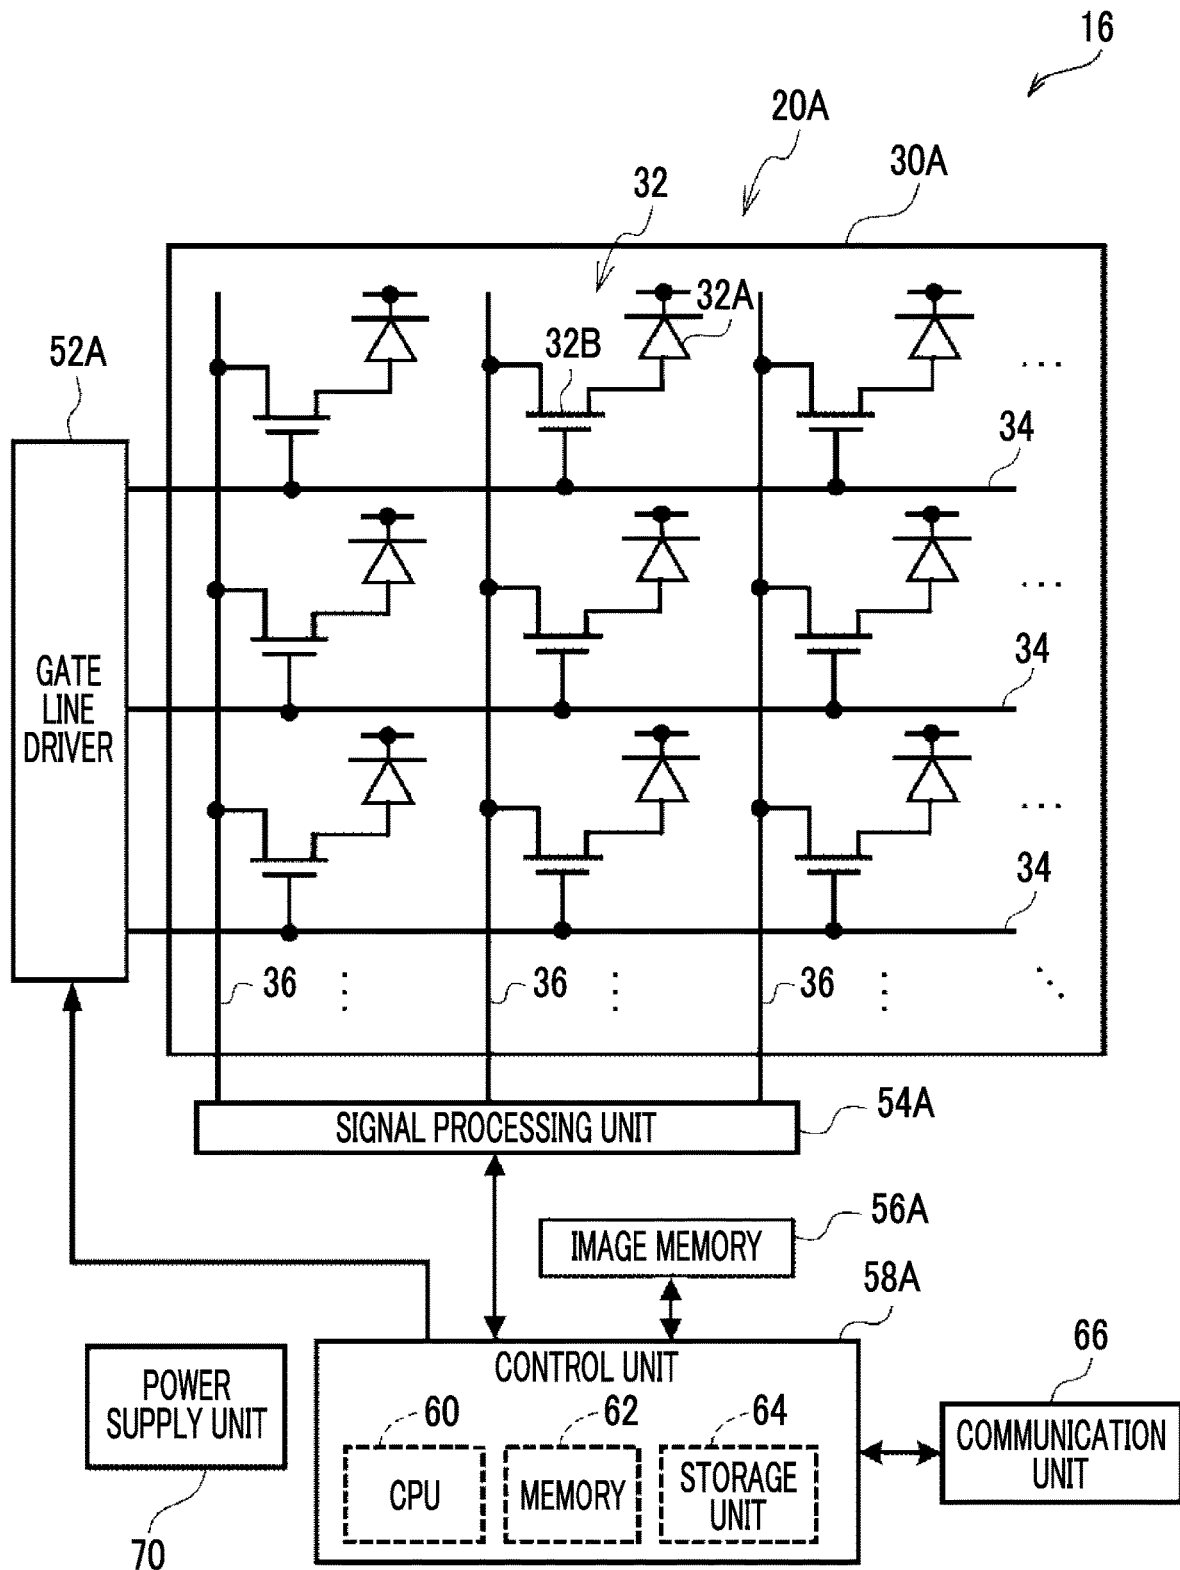 16
20A
30A
32
32A
32B
52A
34
GATE
LINE
DRIVER
34
34
36
36
36
SIGNAL PROCESSING UNIT
54A
IMAGE MEMORY
56A
58A
CONTROL UNIT
66
POWER
SUPPLY UNIT
70
60
CPU
62
MEMORY
64
STORAGE
UNIT
COMMUNICATION
UNIT